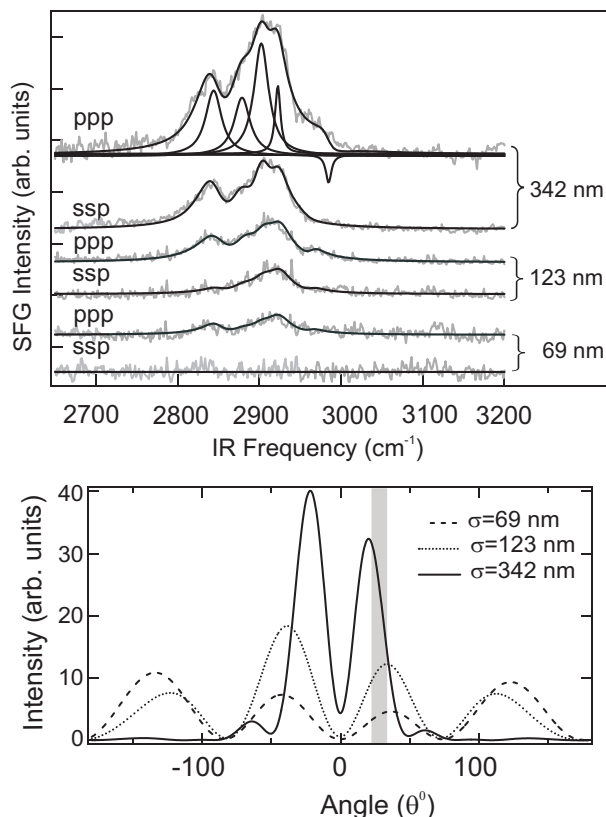 SFG Intensity (arb. units)
ppp
ssp
342 nm
ppp
ssp
123 nm
ppp
ssp
69 nm
2700 2800 2900 3000 3100 3200
IR Frequency (cm⁻¹)
Intensity (arb. units)
40
30
20
10
0
σ=69 nm
σ=123 nm
σ=342 nm
-100 0 100
Angle (θ⁰)